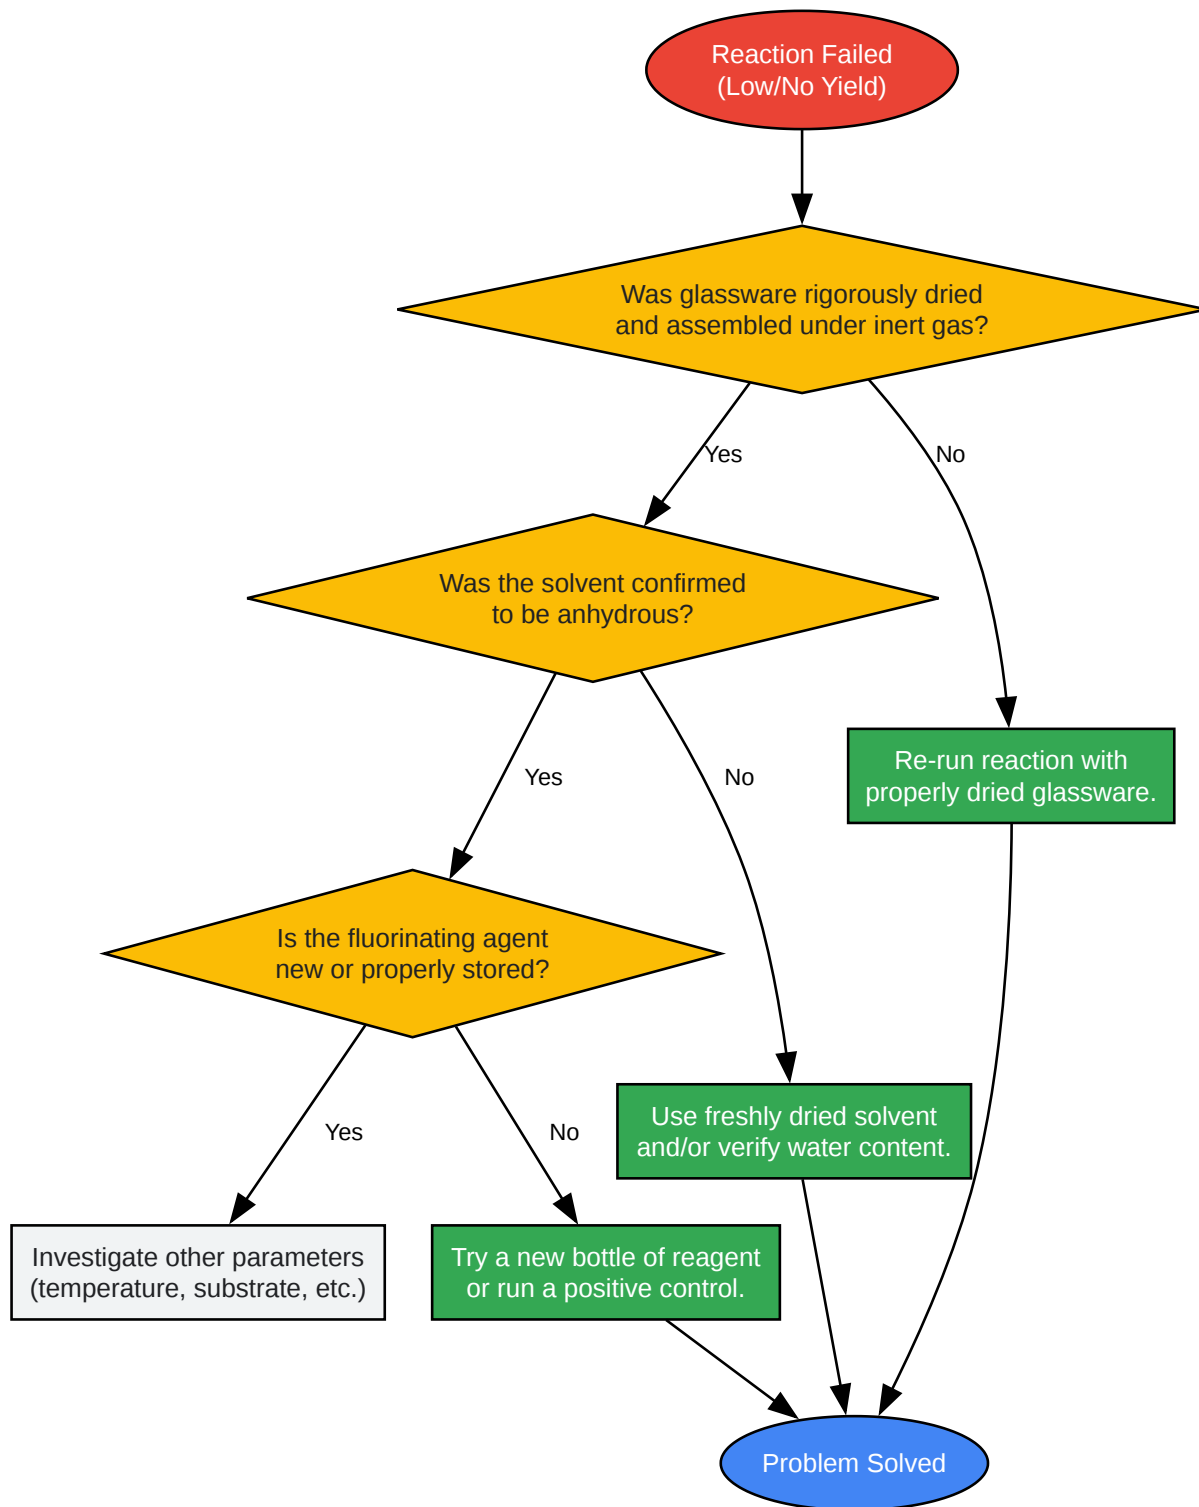 Reaction Failed
(Low/No Yield)
Was glassware rigorously dried
and assembled under inert gas?
Yes
No
Was the solvent confirmed
to be anhydrous?
Re-run reaction with
properly dried glassware.
Yes
No
Is the fluorinating agent
new or properly stored?
Use freshly dried solvent
and/or verify water content.
Yes
No
Investigate other parameters
(temperature, substrate, etc.)
Try a new bottle of reagent
or run a positive control.
Problem Solved